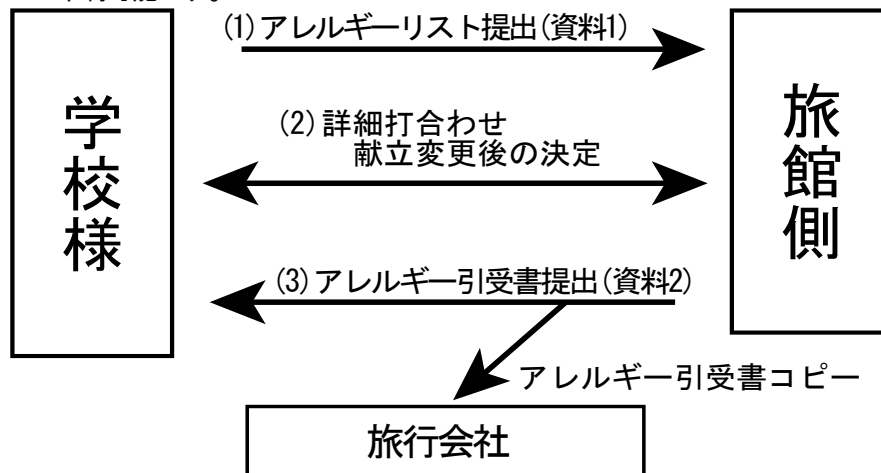 (1)アレルギーリスト提出(資料1)
学校様
(2)詳細打合わせ
献立変更後の決定
旅館側
(3)アレルギー引受書提出(資料2)
アレルギー引受書コピー
旅行会社